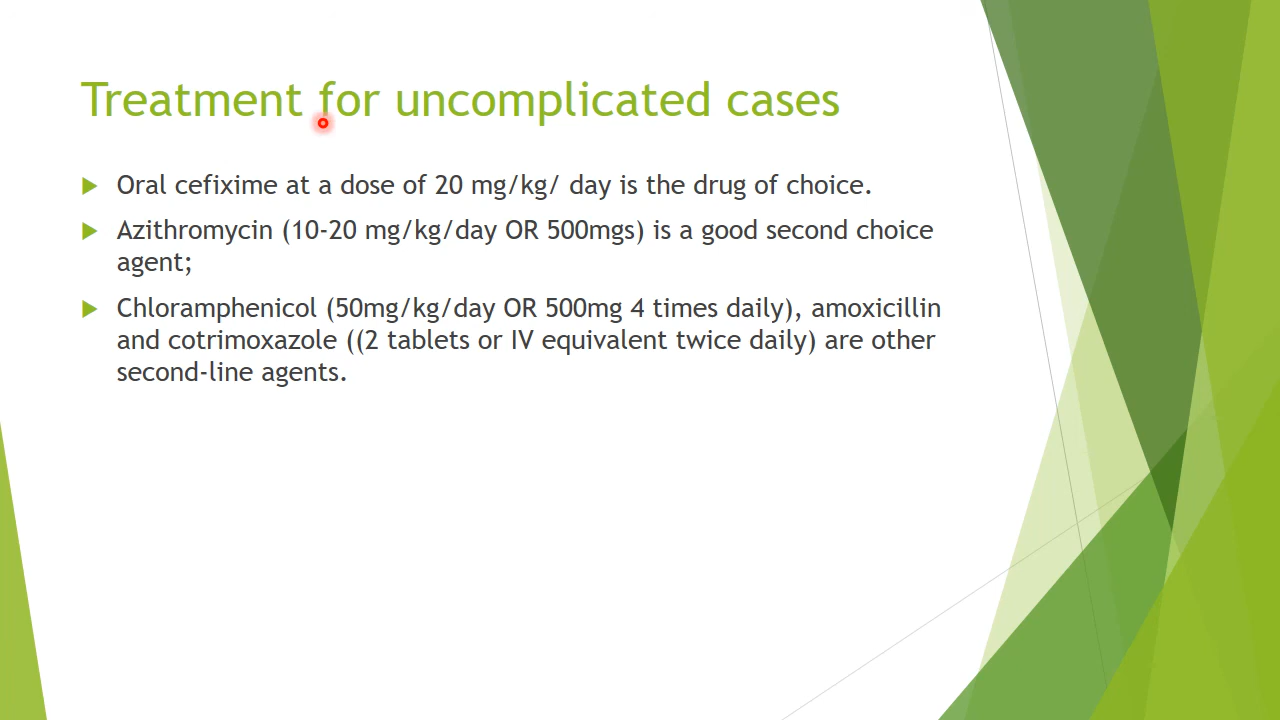 Treatment for uncomplicated cases
Oral cefixime at a dose of 20 mg/kg/ day is the drug of choice.
Azithromycin (10-20 mg/kg/day OR 500mgs) is a good second choice
agent;
Chloramphenicol (50mg/kg/day OR 500mg 4 times daily), amoxicillin
and cotrimoxazole ((2 tablets or IV equivalent twice daily) are other
second-line agents.